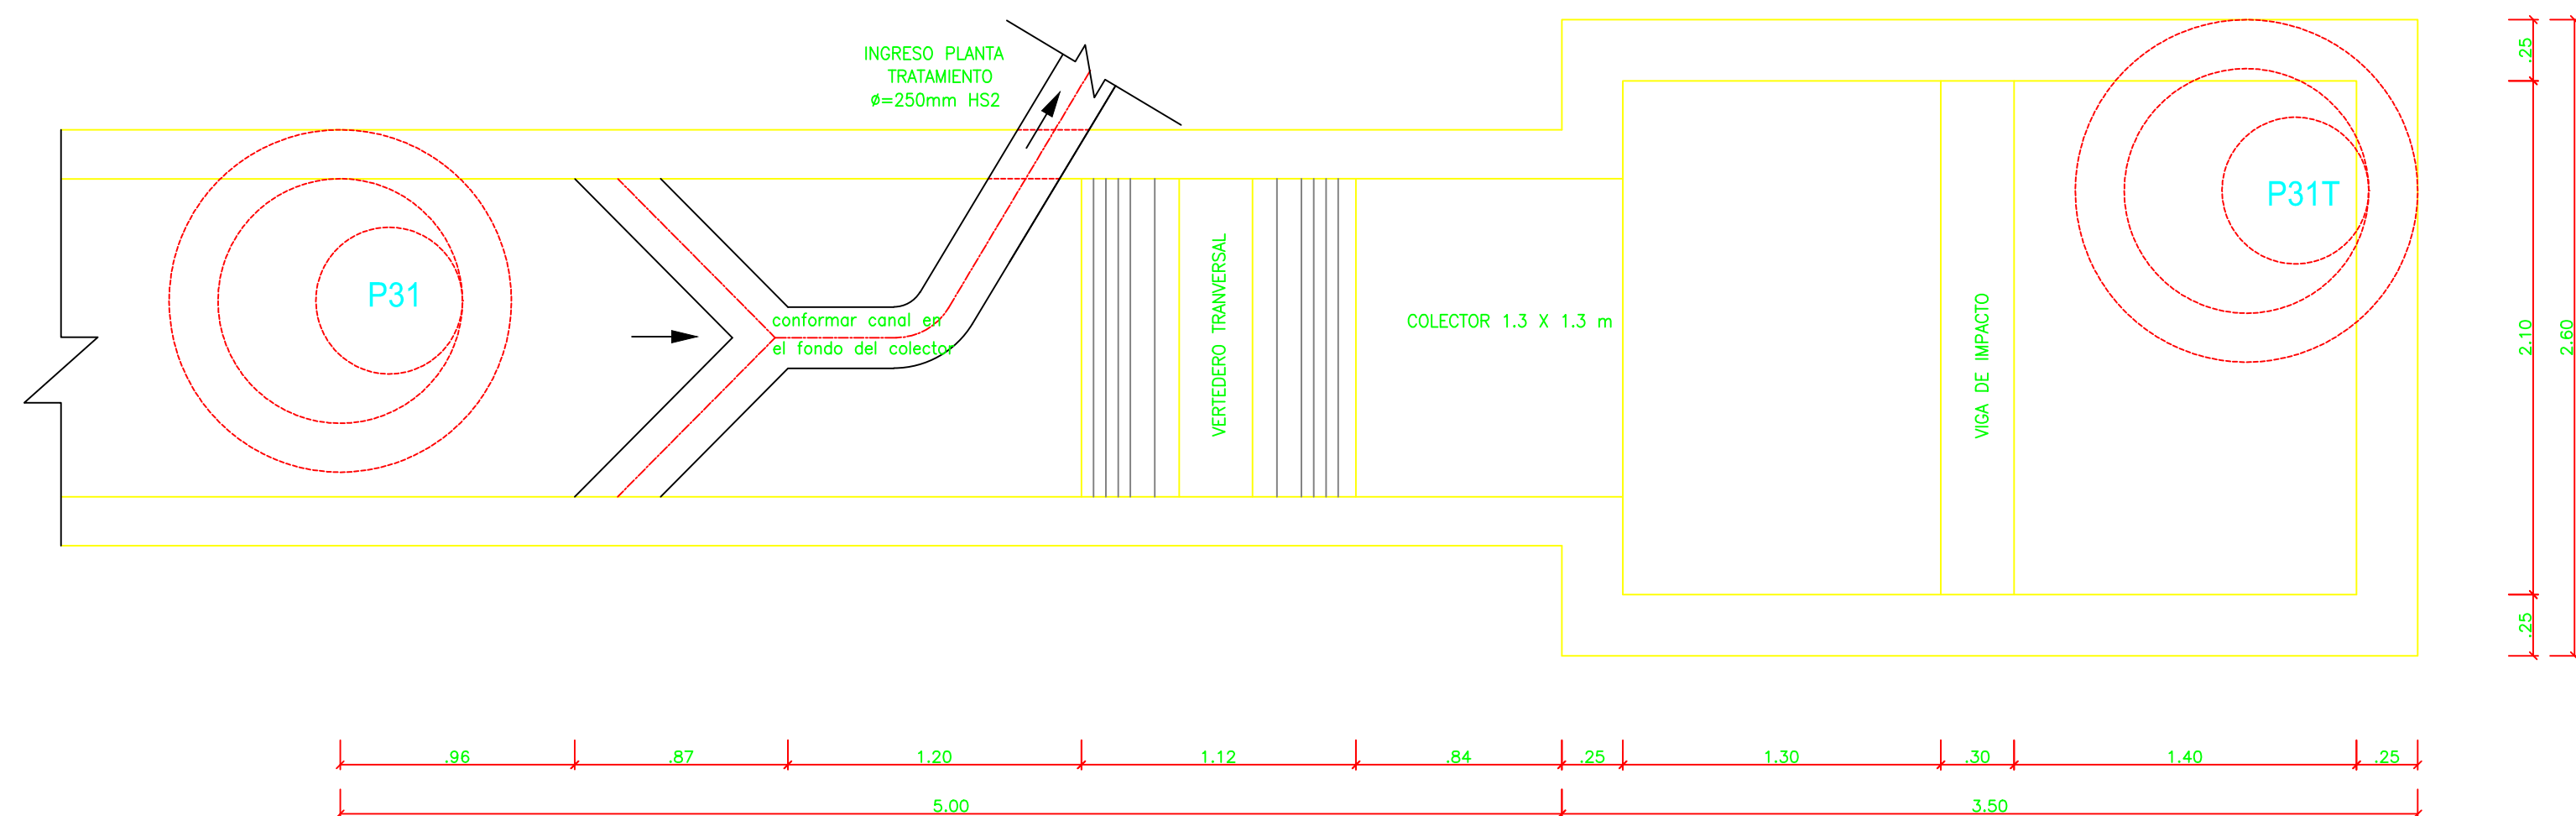 INGRESO PLANTA
TRATAMIENTO
ø=250mm HS2
P31
conformar canal en
el fondo del colector
VERTEDERO TRANVERSAL
COLECTOR 1.3 X 1.3 m
VIGA DE IMPACTO
P31T
.25
2.10
2.60
.25
.96
.87
1.20
1.12
.84
.25
1.30
.30
1.40
.25
5.00
3.50